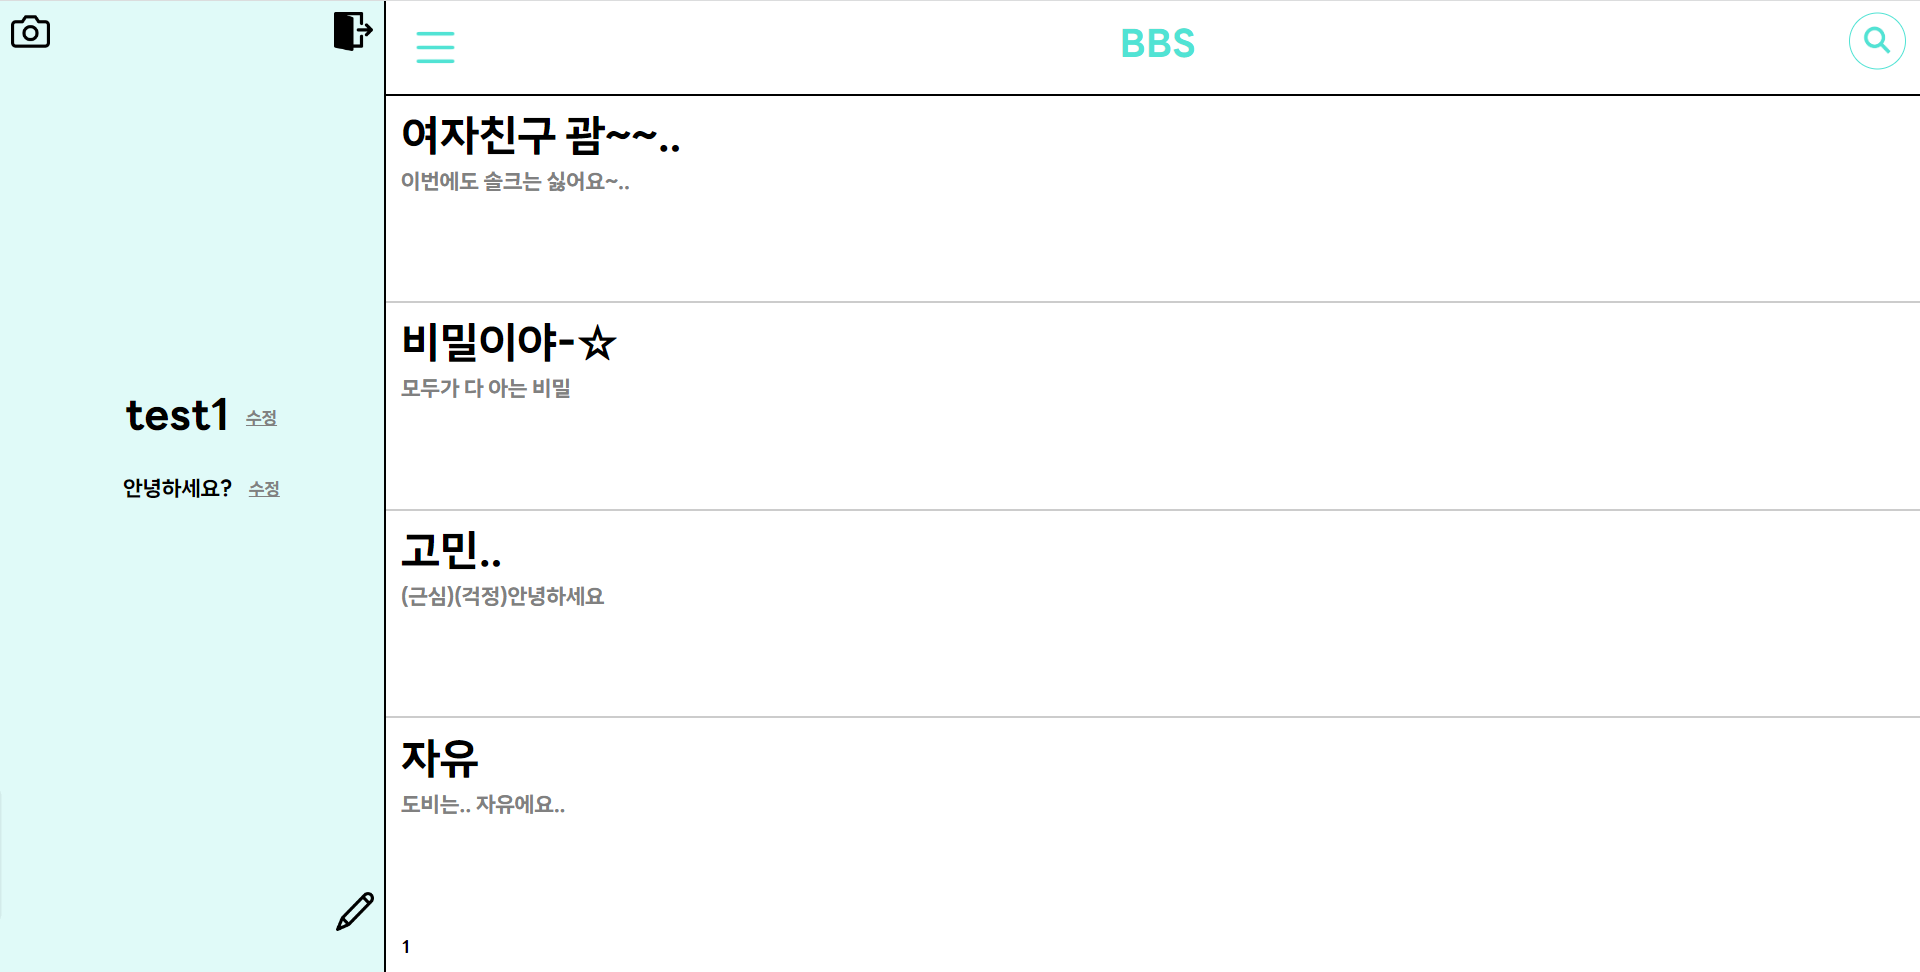 test1 수정
안녕하세요? 수정
BBS
여자친구 괌~~..
이번에도 솔크는 싫어요~..
비밀이야-☆
모두가 다 아는 비밀
고민..
(근심)(걱정)안녕하세요
자유
도비는.. 자유에요..
1